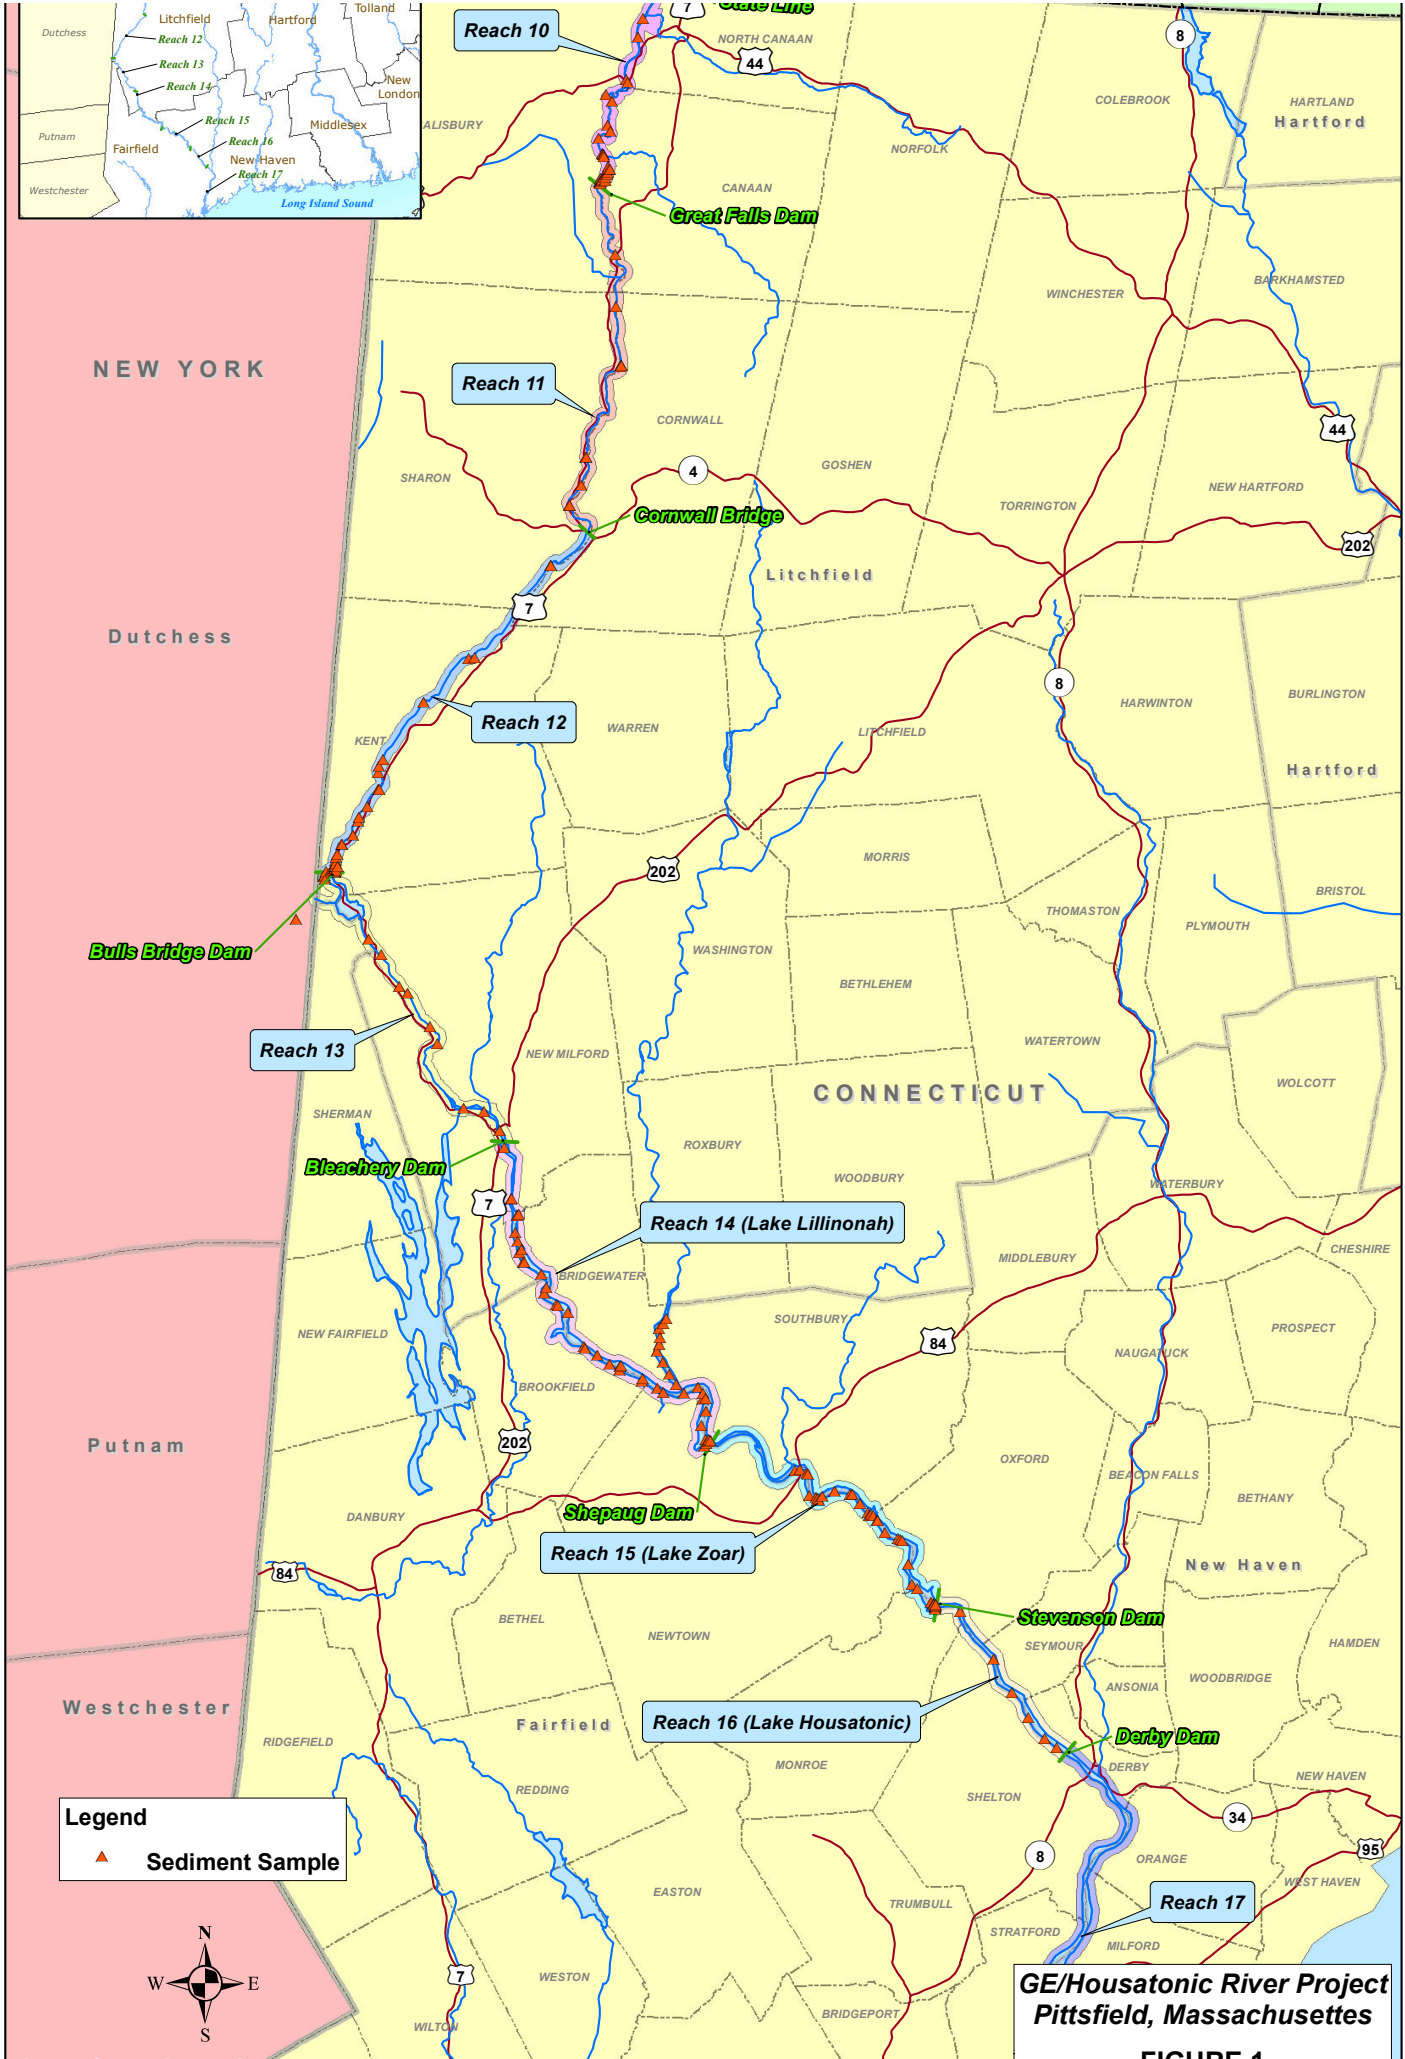 Tolland
Litchfield
Hartford
Dutchess
Reach 12
Reach 13
New
London
Reach 14
Reach 15
Middlesex
Putnam
Reach 16
Fairfield
New Haven
Reach 17
Westchester
Long Island Sound
7
State Line
Reach 10
NORTH CANAAN
8
44
COLEBROOK
HARTLAND
Hartford
ALISBURY
NORFOLK
CANAAN
Great Falls Dam
BARKHAMSTED
WINCHESTER
NEW YORK
Reach 11
CORNWALL
44
GOSHEN
4
SHARON
NEW HARTFORD
TORRINGTON
Cornwall Bridge
202
Litchfield
7
Dutchess
8
BURLINGTON
HARWINTON
Reach 12
WARREN
LITCHFIELD
KENT
Hartford
MORRIS
202
BRISTOL
THOMASTON
PLYMOUTH
Bulls Bridge Dam
WASHINGTON
BETHLEHEM
WATERTOWN
Reach 13
NEW MILFORD
WOLCOTT
CONNECTICUT
SHERMAN
ROXBURY
Bleachery Dam
WOODBURY
WATERBURY
7
Reach 14 (Lake Lillinonah)
CHESHIRE
MIDDLEBURY
BRIDGEWATER
SOUTHBURY
NEW FAIRFIELD
PROSPECT
84
NAUGATUCK
BROOKFIELD
Putnam
202
OXFORD
BEACON FALLS
BETHANY
Shepaug Dam
DANBURY
Reach 15 (Lake Zoar)
New Haven
84
Stevenson Dam
BETHEL
NEWTOWN
SEYMOUR
HAMDEN
WOODBRIDGE
ANSONIA
Westchester
Reach 16 (Lake Housatonic)
Fairfield
Derby Dam
RIDGEFIELD
MONROE
DERBY
NEW HAVEN
REDDING
SHELTON
Legend
34
95
Sediment Sample
8
ORANGE
WEST HAVEN
EASTON
TRUMBULL
Reach 17
STRATFORD
N
MILFORD
7
W
E
WESTON
GE/Housatonic River Project
Pittsfield, Massachusettes
BRIDGEPORT
WILTON
S
FIGURE 1